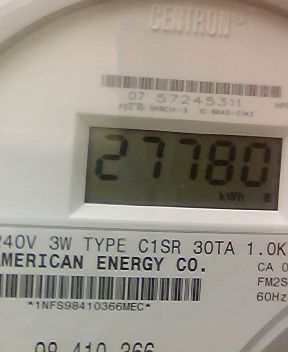 CENTRON
07 57245311
27780
kWh
240V 3W TYPE C1SR 30TA 1.0K
AMERICAN ENERGY CO.
CA 0
FM2S
60Hz
*1NFS98410366MEC*
98 410 366